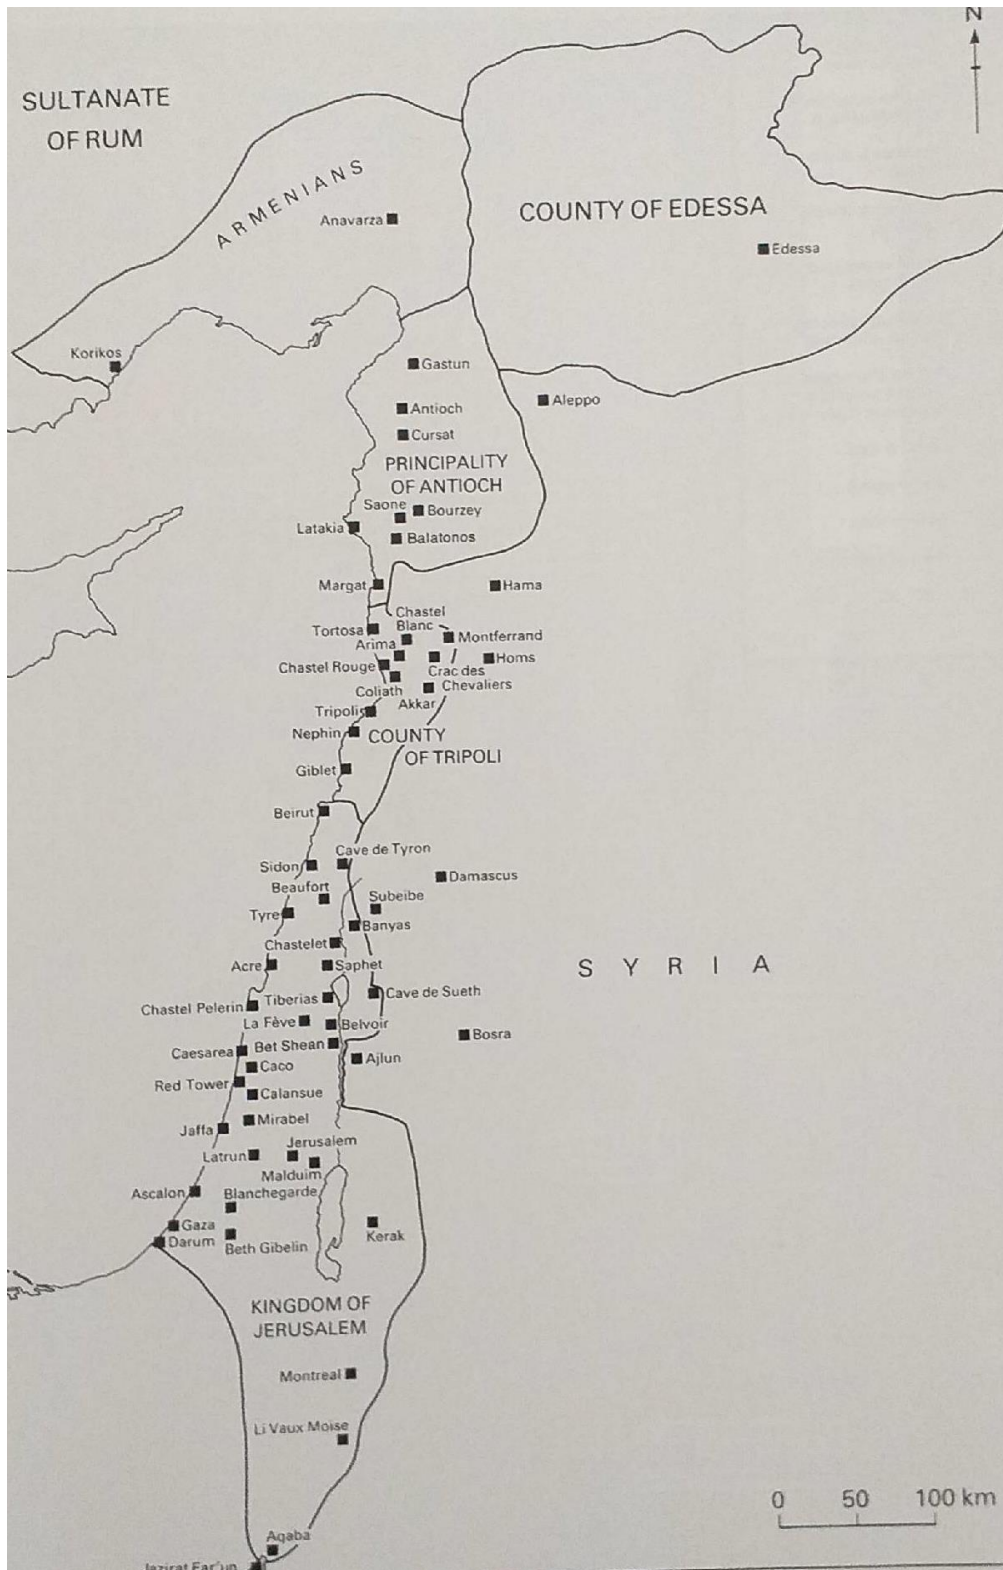 N
SULTANATE
OF RUM
ARMENIANS
Anavarza
COUNTY OF EDESSA
Edessa
Korikos
Gastun
Aleppo
Antioch
Cursat
PRINCIPALITY
OF ANTIOCH
Saone
Bourzey
Latakia
Balatonos
Margat
Hama
Chastel
Blanc
Tortosa
Montferrand
Arima
Homs
Chastel Rouge
Crac des
Chevaliers
Coliath
Akkar
Tripoli
Nephin
COUNTY
OF TRIPOLI
Giblet
Beirut
Cave de Tyron
Sidon
Damascus
Beaufort
Subeibe
Tyre
Banyas
Chastelet
Acre
Saphet
SYRIA
Tiberias
Cave de Sueth
Chastel Pelerin
La Fève
Belvoir
Bosra
Bet Shean
Caesarea
Ajlun
Caco
Red Tower
Calansue
Mirabel
Jaffa
Jerusalem
Latrun
Malduim
Ascalon
Blanchegarde
Gaza
Kerak
Darum
Beth Gibelin
KINGDOM OF
JERUSALEM
Montreal
Li Vaux Moise
0 50 100 km
Aqaba
Jazirat Far'un